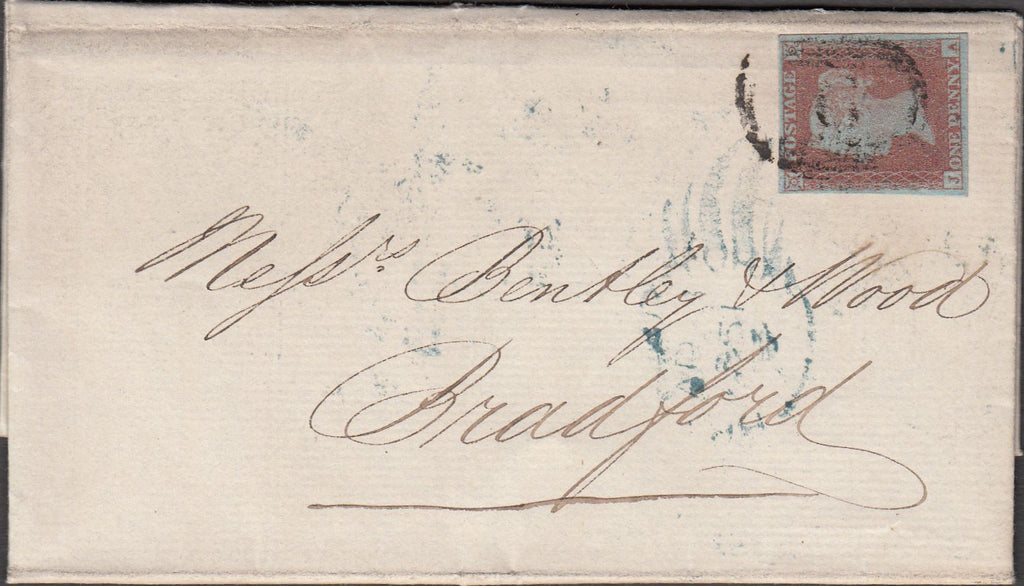 POSTAGE
ONE PENNY
J
A
Messrs Bentley & Wood
Bradford